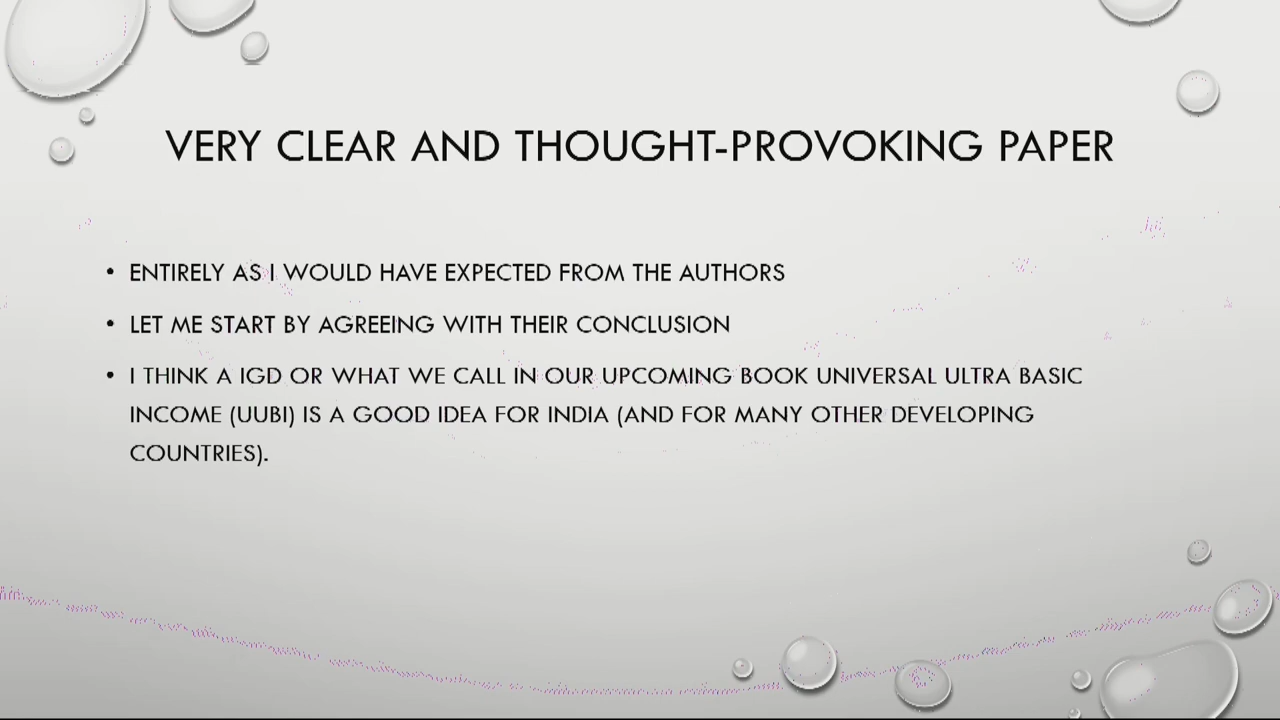 VERY CLEAR AND THOUGHT-PROVOKING PAPER
• ENTIRELY AS I WOULD HAVE EXPECTED FROM THE AUTHORS
• LET ME START BY AGREEING WITH THEIR CONCLUSION
• I THINK A IGD OR WHAT WE CALL IN OUR UPCOMING BOOK UNIVERSAL ULTRA BASIC
INCOME (UUBI) IS A GOOD IDEA FOR INDIA (AND FOR MANY OTHER DEVELOPING
COUNTRIES).